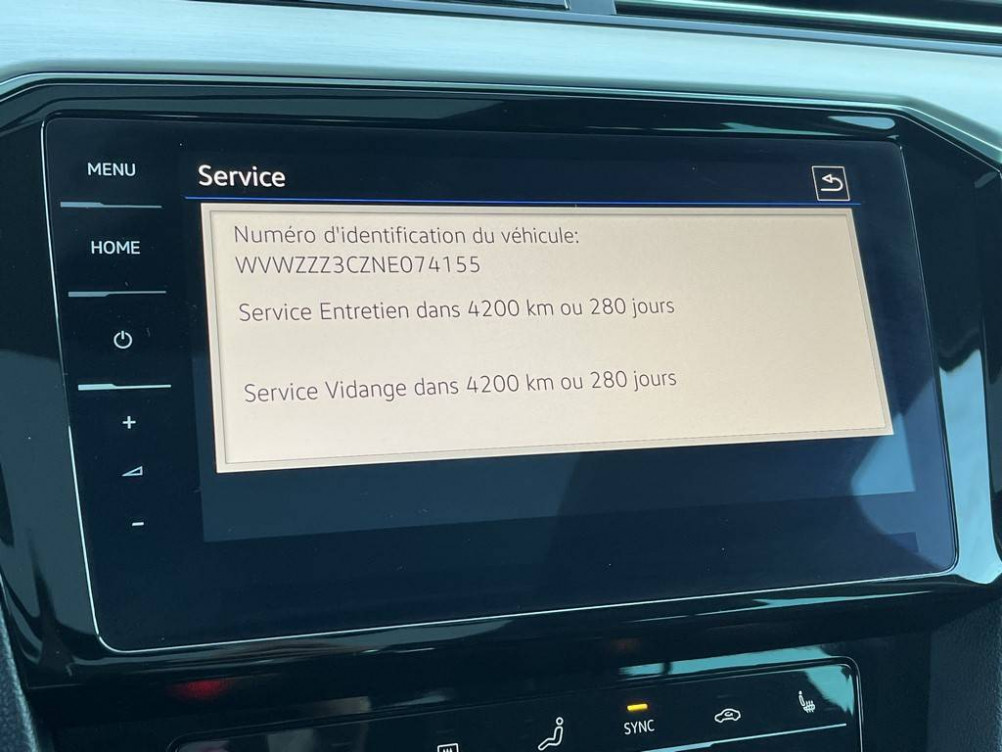 MENU
Service
HOME
Numéro d'identification du véhicule:
WVWZZZ3CZNE074155
Service Entretien dans 4200 km ou 280 jours
Service Vidange dans 4200 km ou 280 jours
+
-
SYNC